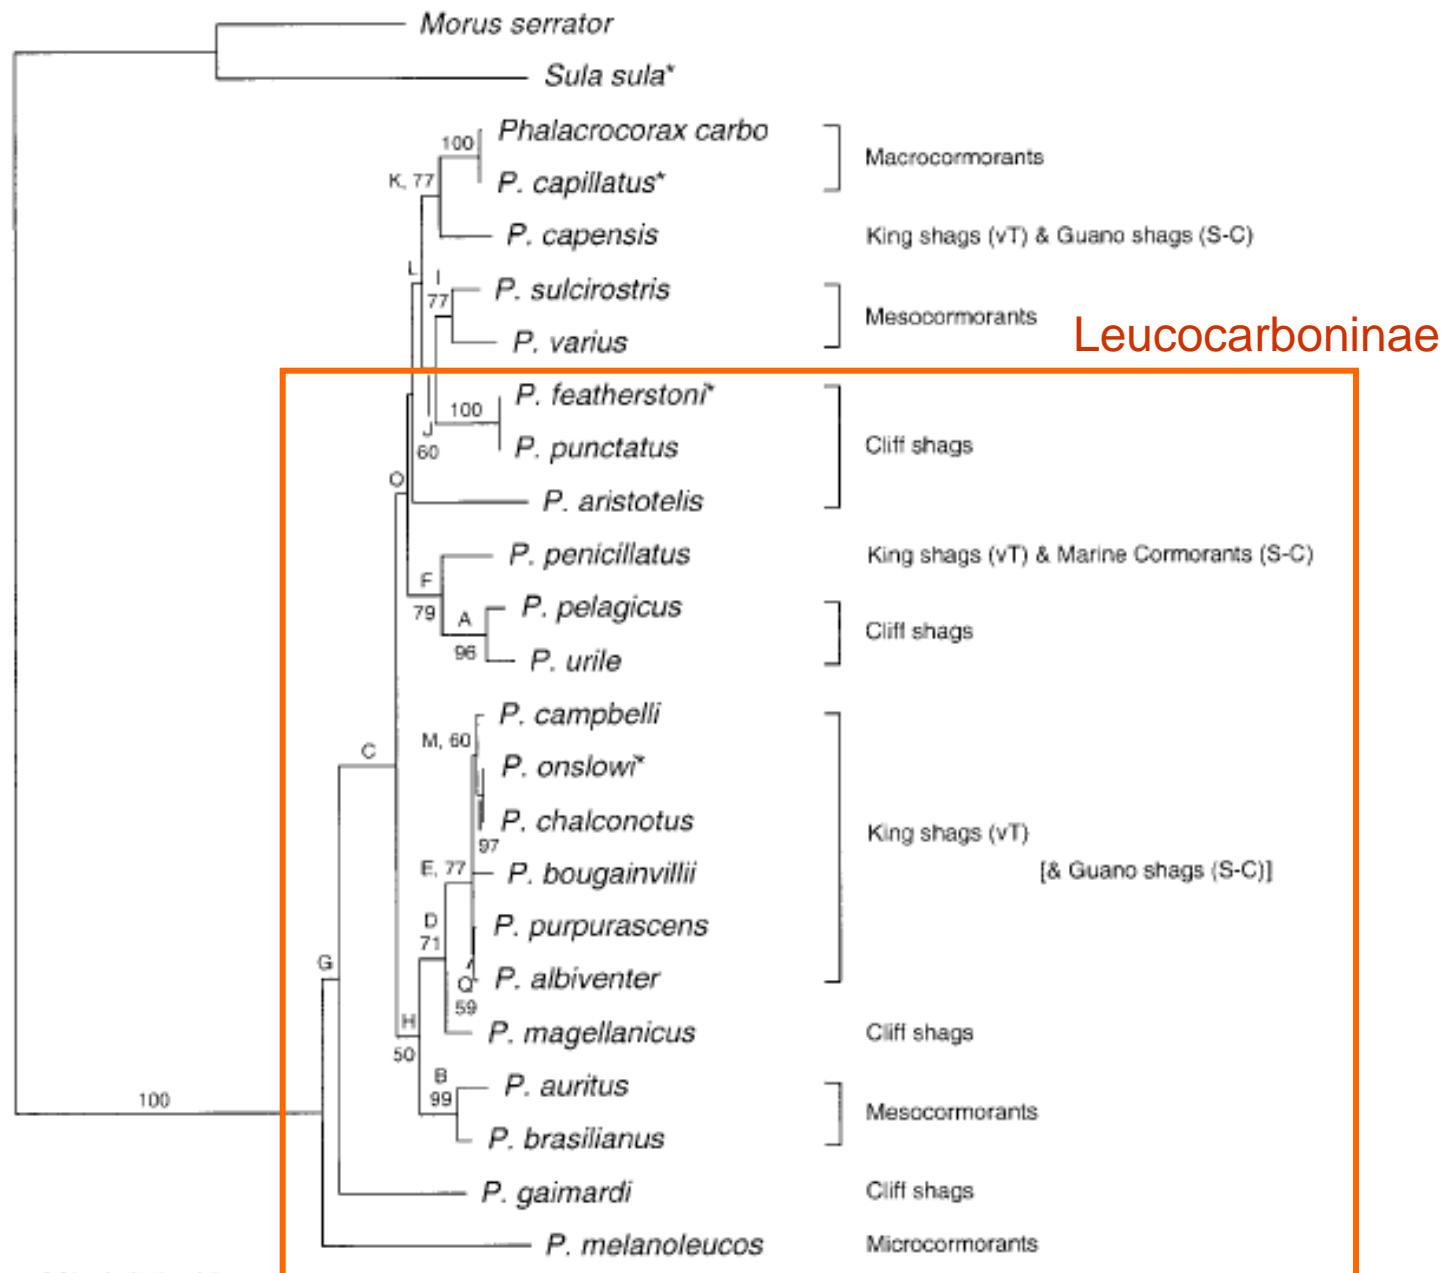 Morus serrator
Sula sula*
Phalacrocorax carbo
100
Macrocormorants
K, 77
P. capillatus*
P. capensis
King shags (vT) & Guano shags (S-C)
L
I
77
P. sulcirostris
Mesocormorants
P. varius
Leucocarboninae
P. featherstoni*
100
J
60
P. punctatus
Cliff shags
O
P. aristotelis
P. penicillatus
King shags (vT) & Marine Cormorants (S-C)
F
79
P. pelagicus
A
96
Cliff shags
P. urile
P. campbelli
M, 60
C
P. onslowi*
P. chalconotus
97
King shags (vT)
[& Guano shags (S-C)]
E, 77
P. bougainvillii
D
71
P. purpurascens
G
Q
59
P. albiventer
H
50
P. magellanicus
Cliff shags
B
99
P. auritus
100
Mesocormorants
P. brasilianus
P. gaimardi
Cliff shags
P. melanoleucos
Microcormorants